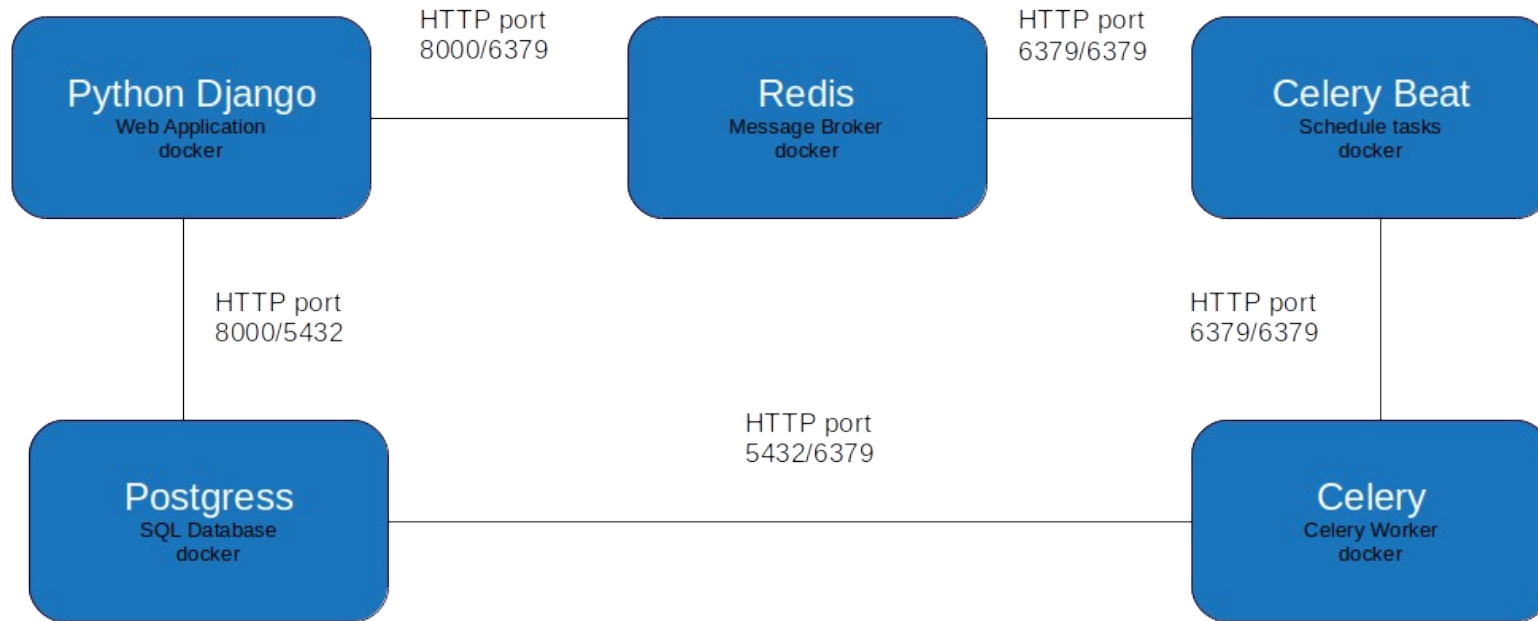 HTTP port
8000/6379
HTTP port
6379/6379
Python Django
Web Application
docker
Redis
Message Broker
docker
Celery Beat
Schedule tasks
docker
HTTP port
8000/5432
HTTP port
6379/6379
HTTP port
5432/6379
Postgress
SQL Database
docker
Celery
Celery Worker
docker